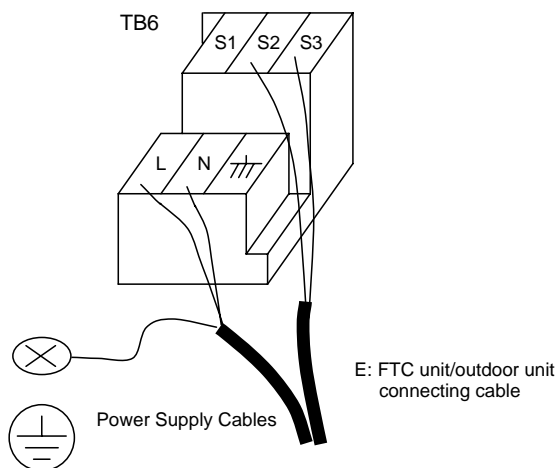 TB6
S1 S2 S3
L N
E: FTC unit/outdoor unit
connecting cable
Power Supply Cables